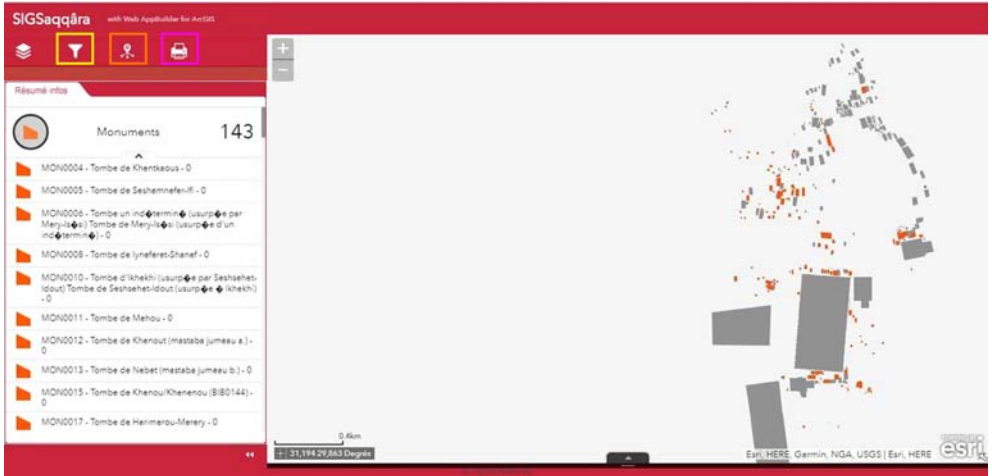 SIGSaqqâra with Web AppBuilder for ArcGIS
Résumé infos
Monuments 143
MON0004 - Tombe de Khentkaous - 0
MON0005 - Tombe de Seshemnefer-Ifi - 0
MON0006 - Tombe un ind�termin� (usurp�e par
Mery-Is�si) Tombe de Mery-Is�si (usurp�e d'un
ind�termin�) - 0
MON0008 - Tombe de Iyneferet-Shanef - 0
MON0010 - Tombe d'Ikhekhi (usurp�e par Seshsehet-
Idout) Tombe de Seshsehet-Idout (usurp�e � Ikhekhi)
- 0
MON0011 - Tombe de Mehou - 0
MON0012 - Tombe de Khenout (mastaba jumeau a.) -
0
MON0013 - Tombe de Nebet (mastaba jumeau b.) - 0
MON0015 - Tombe de Khenou/Khenenou (BIB0144) -
0
MON0017 - Tombe de Herimerou-Merery - 0
0.4km
31,194 29,863 Degrés
Esri, HERE, Garmin, NGA, USGS | Esri, HERE
esri